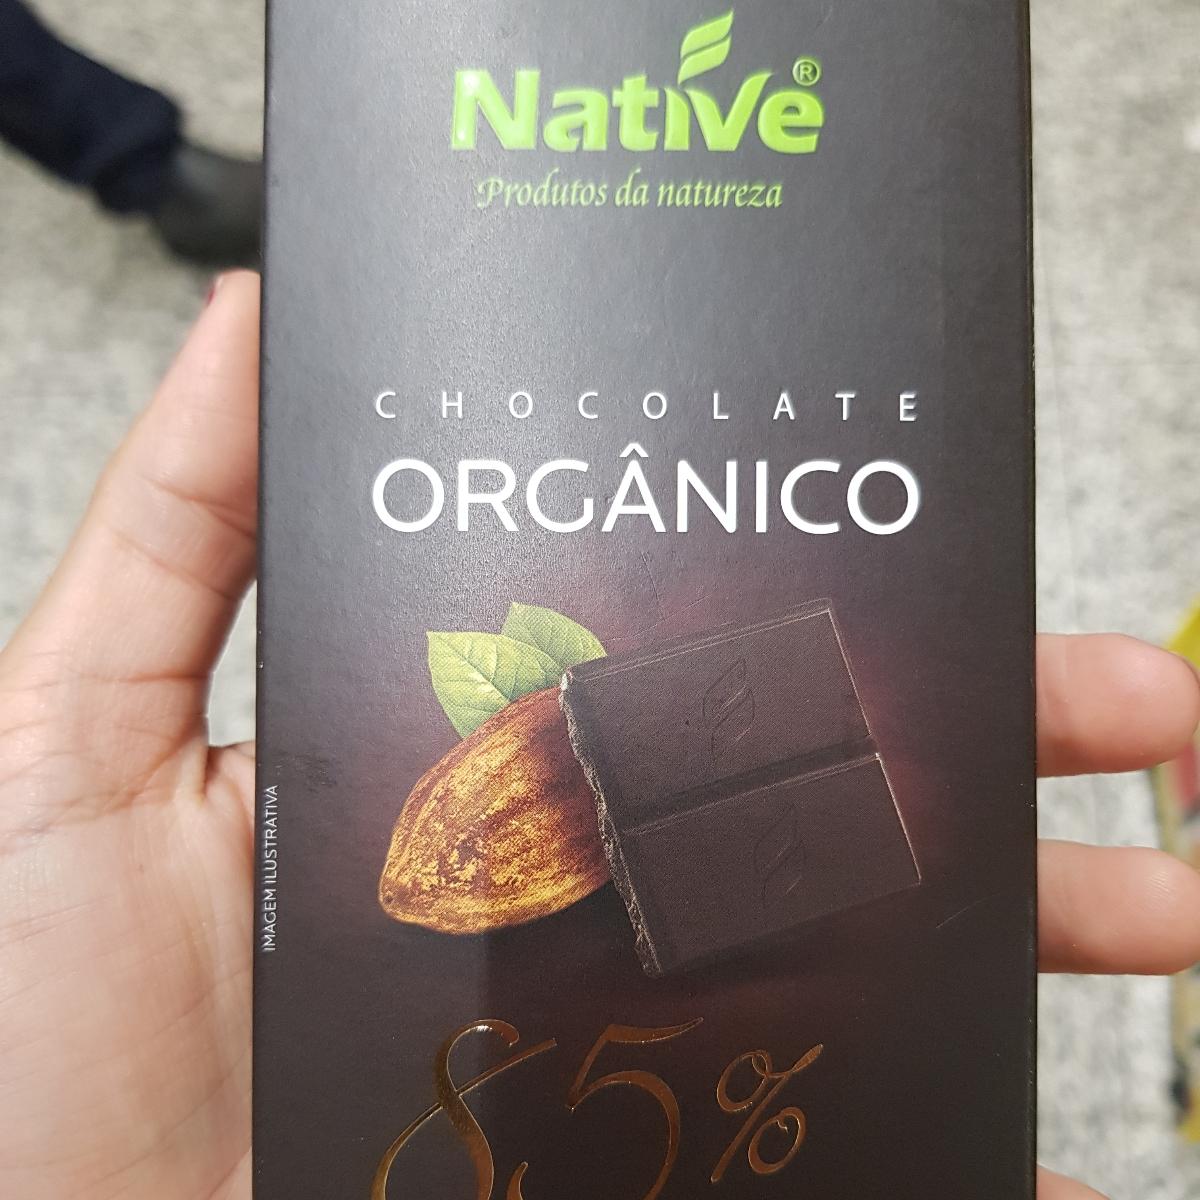 Native®
Produtos da natureza
CHOCOLATE
ORGÂNICO
IMAGEM ILUSTRATIVA
85%